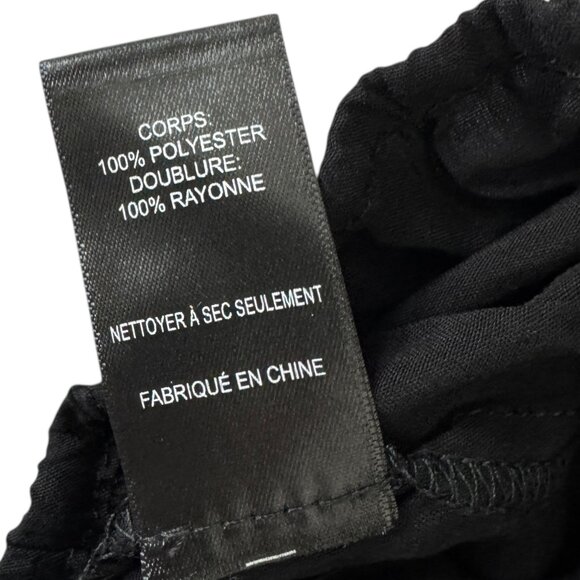 CORPS:
100% POLYESTER
DOUBLURE:
100% RAYONNE
NETTOYER À SEC SEULEMENT
FABRIQUÉ EN CHINE